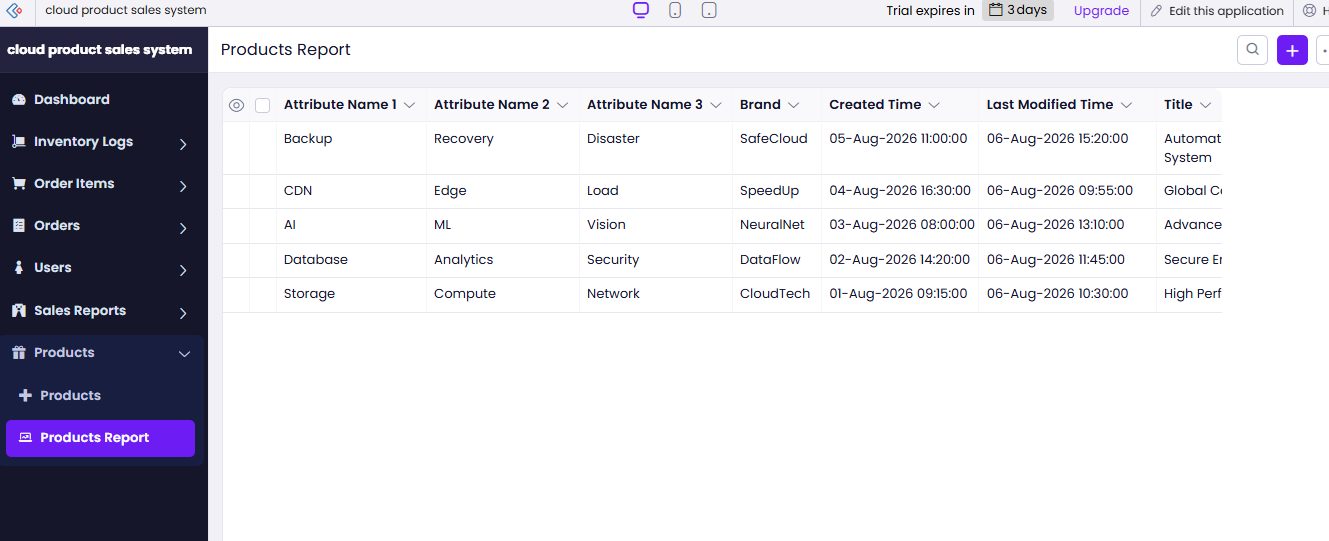 cloud product sales system
Trial expires in 3 days Upgrade Edit this application
cloud product sales system
Products Report
Dashboard
Inventory Logs
Order Items
Orders
Users
Sales Reports
Products
Products
Products Report
Attribute Name 1 Attribute Name 2 Attribute Name 3 Brand Created Time Last Modified Time Title
Backup Recovery Disaster SafeCloud 05-Aug-2026 11:00:00 06-Aug-2026 15:20:00 Automat
System
CDN Edge Load SpeedUp 04-Aug-2026 16:30:00 06-Aug-2026 09:55:00 Global
AI ML Vision NeuralNet 03-Aug-2026 08:00:00 06-Aug-2026 13:10:00 Advance
Database Analytics Security DataFlow 02-Aug-2026 14:20:00 06-Aug-2026 11:45:00 Secure
Storage Compute Network CloudTech 01-Aug-2026 09:15:00 06-Aug-2026 10:30:00 High Perf